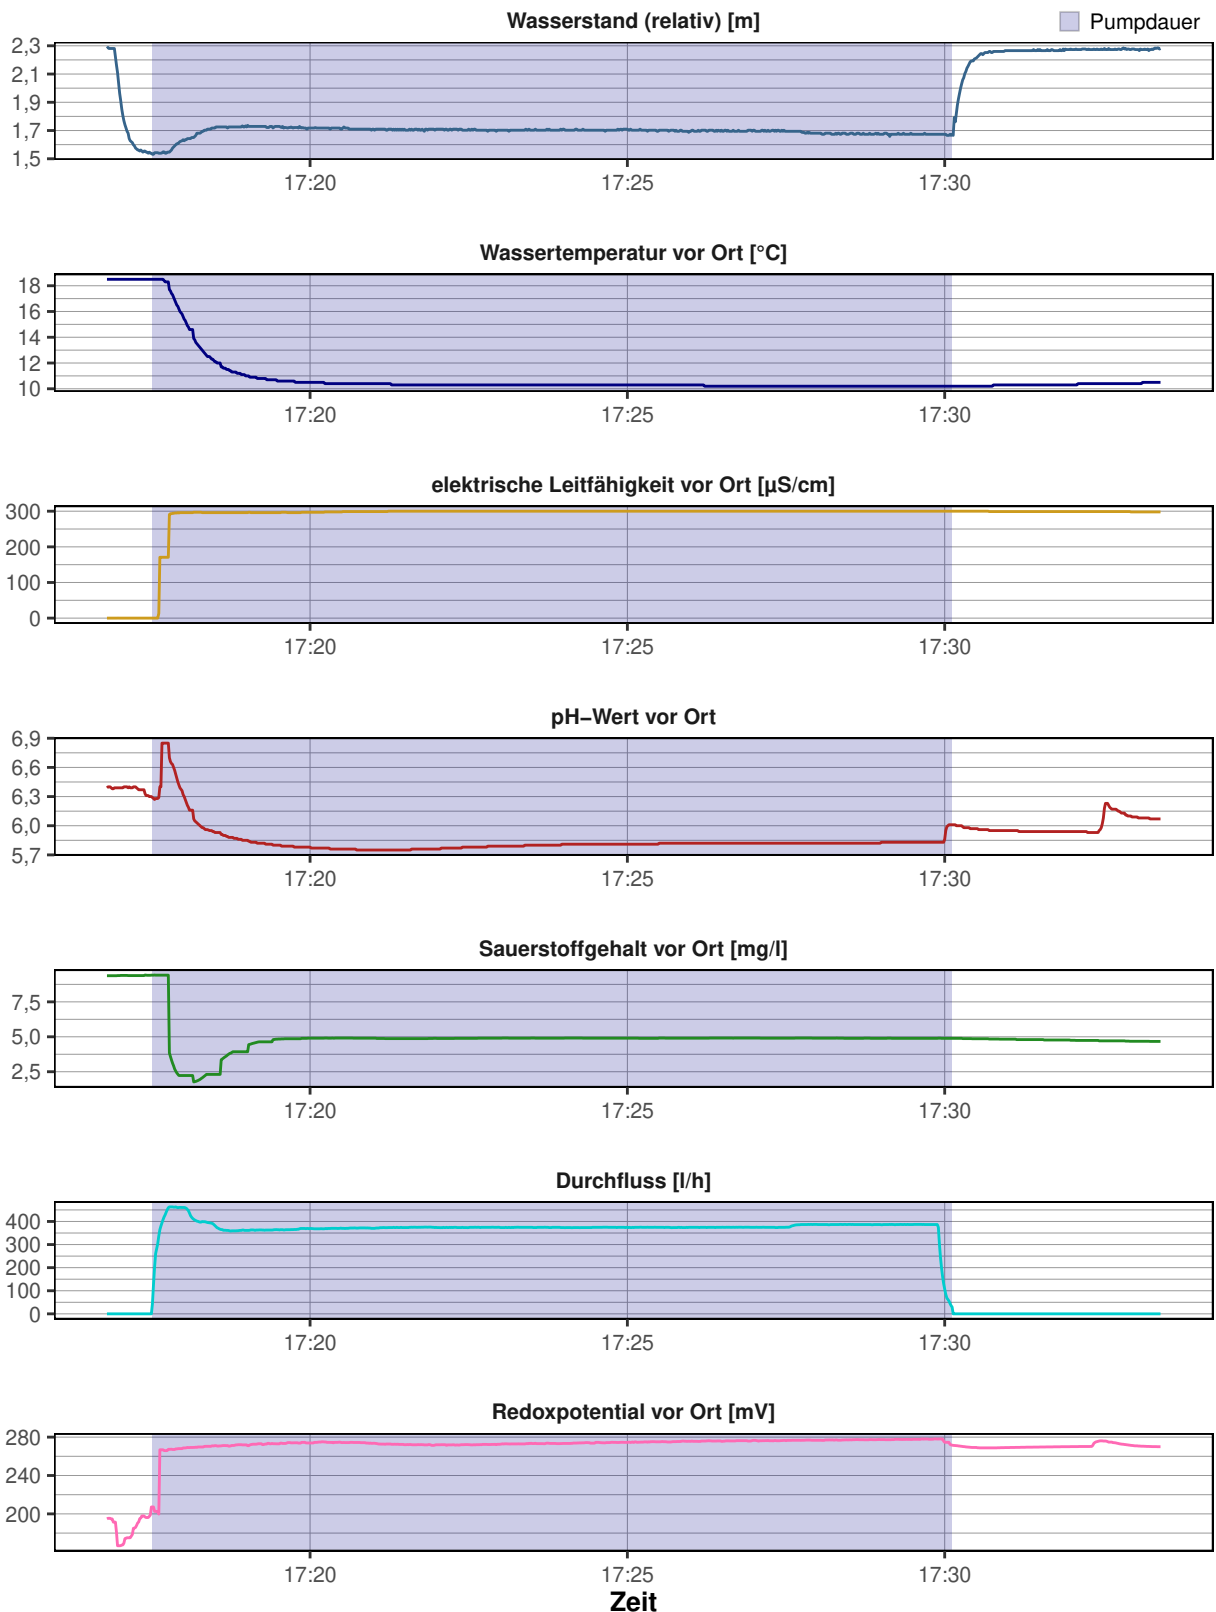 Wasserstand (relativ) [m]
Pumpdauer
2,3
2,1
1,9
1,7
1,5
17:20 17:25 17:30
Wassertemperatur vor Ort [°C]
18
16
14
12
10
17:20 17:25 17:30
elektrische Leitfähigkeit vor Ort [µS/cm]
300
200
100
0
17:20 17:25 17:30
pH−Wert vor Ort
6,9
6,6
6,3
6,0
5,7
17:20 17:25 17:30
Sauerstoffgehalt vor Ort [mg/l]
7,5
5,0
2,5
17:20 17:25 17:30
Durchfluss [l/h]
400
300
200
100
0
17:20 17:25 17:30
Redoxpotential vor Ort [mV]
280
240
200
17:20 17:25 17:30
Zeit